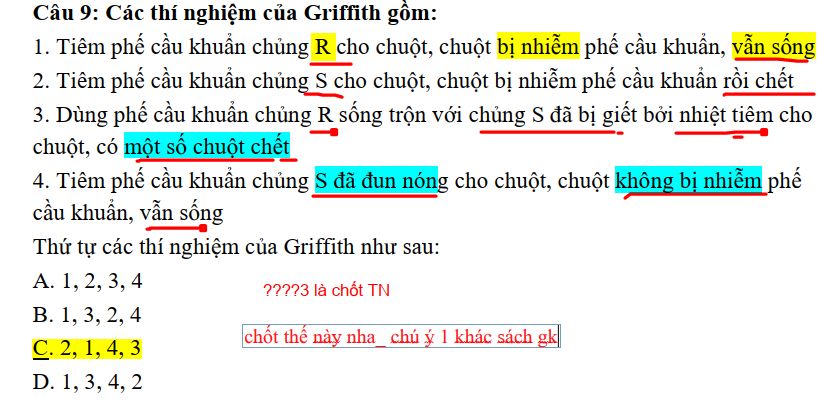 Câu 9: Các thí nghiệm của Griffith gồm:
1. Tiêm phế cầu khuẩn chủng R cho chuột, chuột bị nhiễm phế cầu khuẩn, vẫn sống
2. Tiêm phế cầu khuẩn chủng S cho chuột, chuột bị nhiễm phế cầu khuẩn rồi chết
3. Dùng phế cầu khuẩn chủng R sống trộn với chủng S đã bị giết bởi nhiệt tiêm cho
chuột, có một số chuột chết
4. Tiêm phế cầu khuẩn chủng S đã đun nóng cho chuột, chuột không bị nhiễm phế
cầu khuẩn, vẫn sống
Thứ tự các thí nghiệm của Griffith như sau:
A. 1, 2, 3, 4
????3 là chốt TN
B. 1, 3, 2, 4
chốt thế này nha_ chú ý 1 khác sách gk
C. 2, 1, 4, 3
D. 1, 3, 4, 2